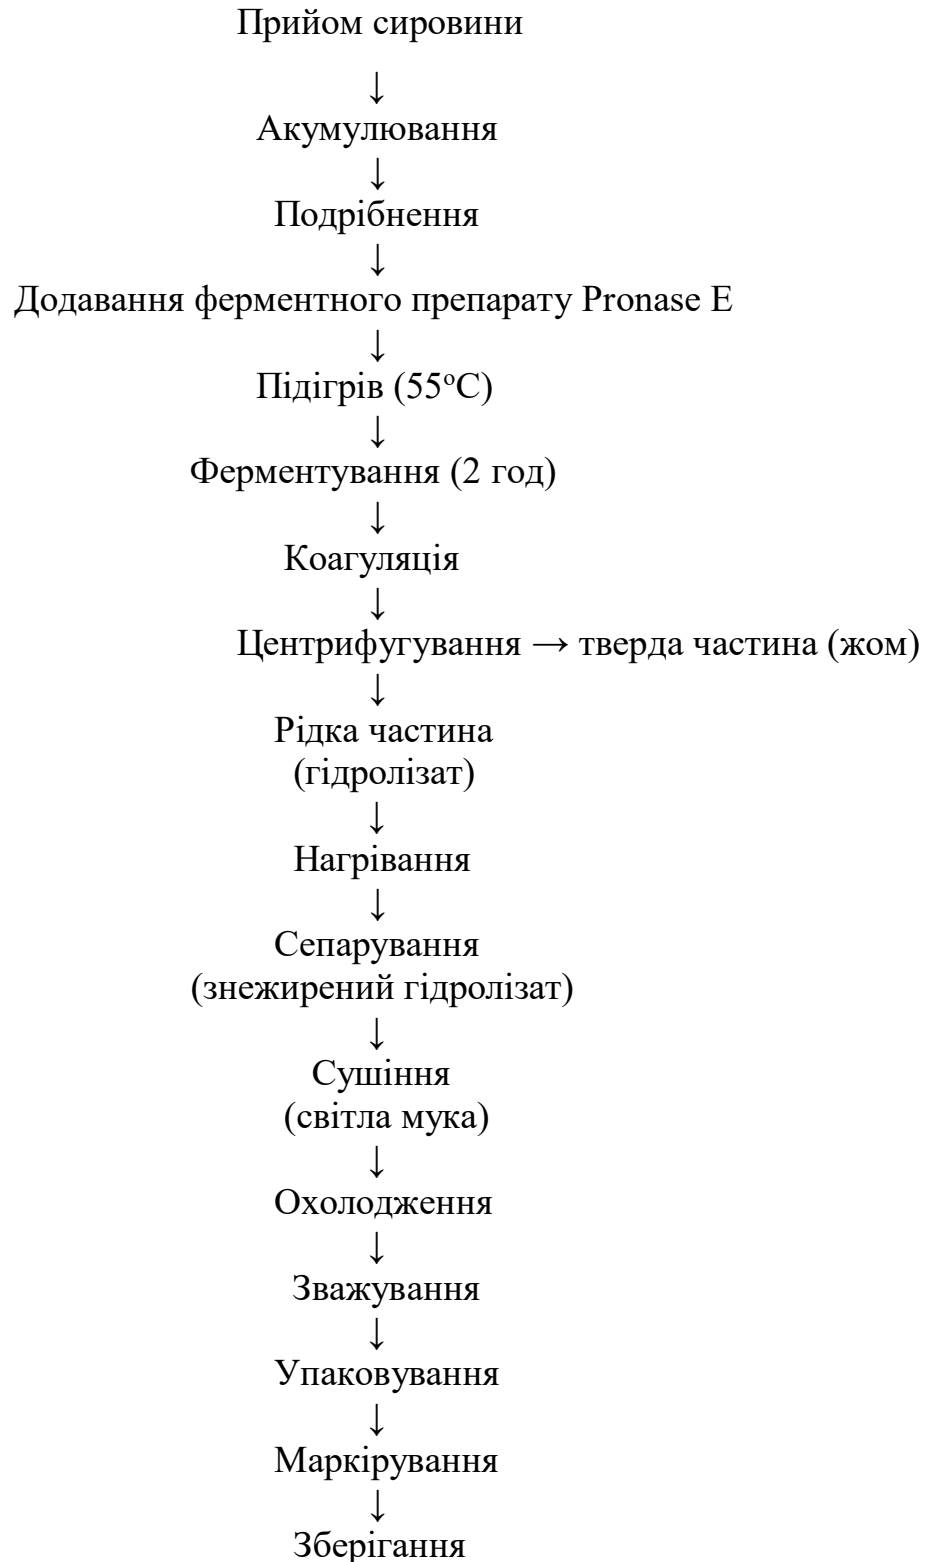 Прийом сировини
↓
Акумулювання
↓
Подрібнення
↓
Додавання ферментного препарату Pronase E
↓
Підігрів (55°С)
↓
Ферментування (2 год)
↓
Коагуляція
↓
Центрифугування → тверда частина (жом)
↓
Рідка частина
(гідролізат)
↓
Нагрівання
↓
Сепарування
(знежирений гідролізат)
↓
Сушіння
(світла мука)
↓
Охолодження
↓
Зважування
↓
Упаковування
↓
Маркірування
↓
Зберігання